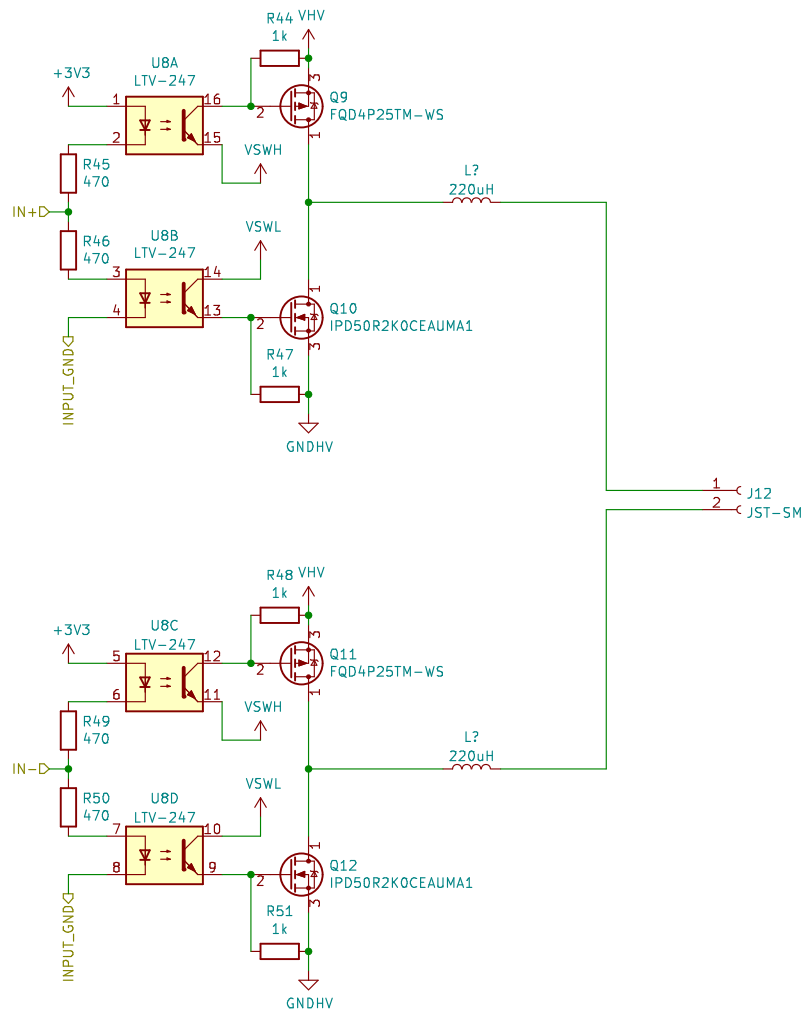 R44
1k
VHV
U8A
LTV-247
+3V3
1
16
2
15
3
Q9
FQD4P25TM-WS
2
1
VSWH
R45
470
IN+
L?
220uH
VSWL
R46
470
U8B
LTV-247
3
14
4
13
1
Q10
IPD50R2K0CEAUMA1
2
3
R47
1k
INPUT_GND
GNDHV
1
J12
2
JST-SM
R48
1k
VHV
U8C
LTV-247
+3V3
5
12
6
11
3
Q11
FQD4P25TM-WS
2
1
VSWH
R49
470
IN-
L?
220uH
VSWL
R50
470
U8D
LTV-247
7
10
8
9
1
Q12
IPD50R2K0CEAUMA1
2
3
R51
1k
INPUT_GND
GNDHV